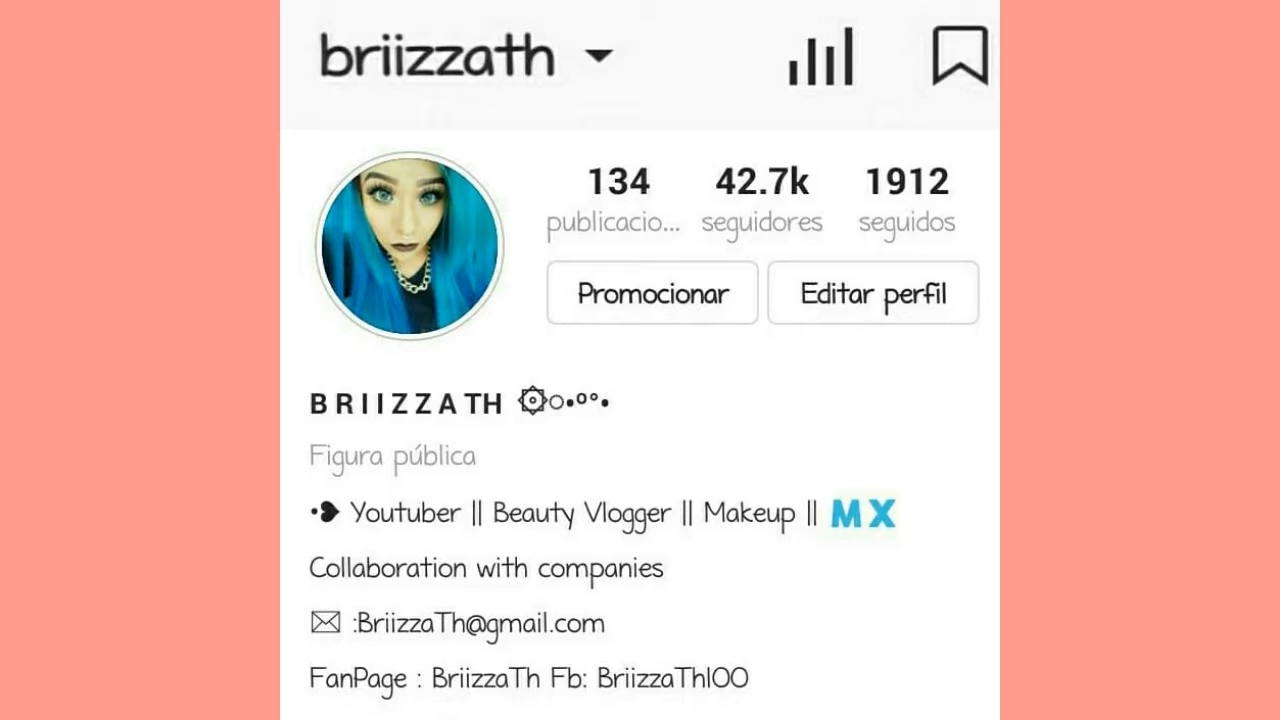 briizzath
134 42.7k 1912
publicacio... seguidores seguidos
Promocionar Editar perfil
BRIIZZATH ۞○•°°•
Figura pública
•❥ Youtuber || Beauty Vlogger || Makeup || MX
Collaboration with companies
✉ :BriizzaTh@gmail.com
FanPage : BriizzaTh Fb: BriizzaTh100